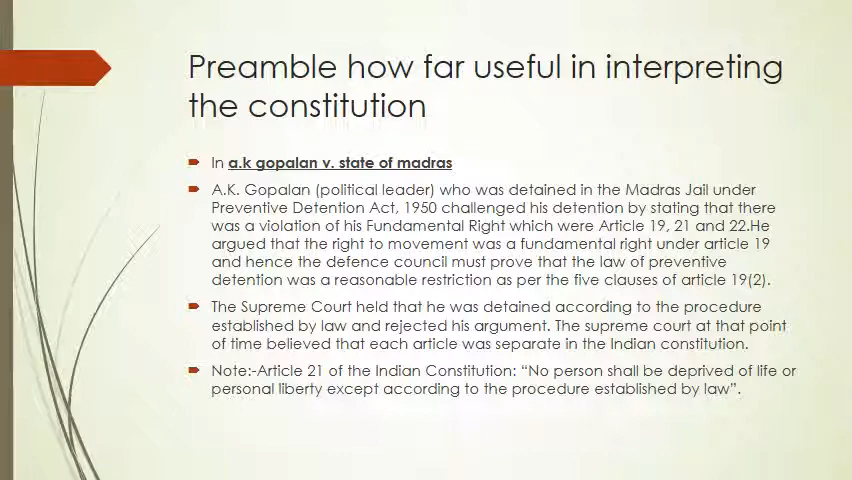 Preamble how far useful in interpreting
the constitution
In a.k gopalan v. state of madras
A.K. Gopalan (political leader) who was detained in the Madras Jail under
Preventive Detention Act, 1950 challenged his detention by stating that there
was a violation of his Fundamental Right which were Article 19, 21 and 22.He
argued that the right to movement was a fundamental right under article 19
and hence the defence council must prove that the law of preventive
detention was a reasonable restriction as per the five clauses of article 19(2).
The Supreme Court held that he was detained according to the procedure
established by law and rejected his argument. The supreme court at that point
of time believed that each article was separate in the Indian constitution.
Note:-Article 21 of the Indian Constitution: “No person shall be deprived of life or
personal liberty except according to the procedure established by law”.